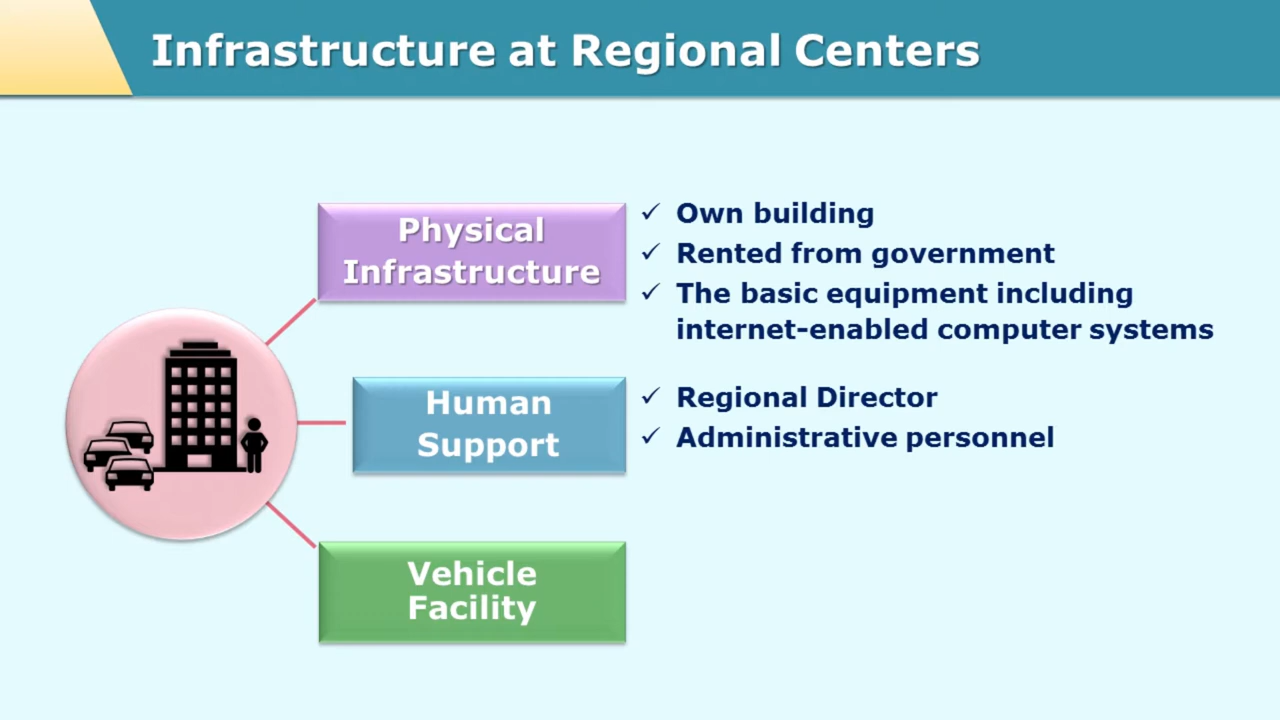 Infrastructure at Regional Centers
Physical
Infrastructure
✓ Own building
✓ Rented from government
✓ The basic equipment including
internet-enabled computer systems
Human
Support
✓ Regional Director
✓ Administrative personnel
Vehicle
Facility